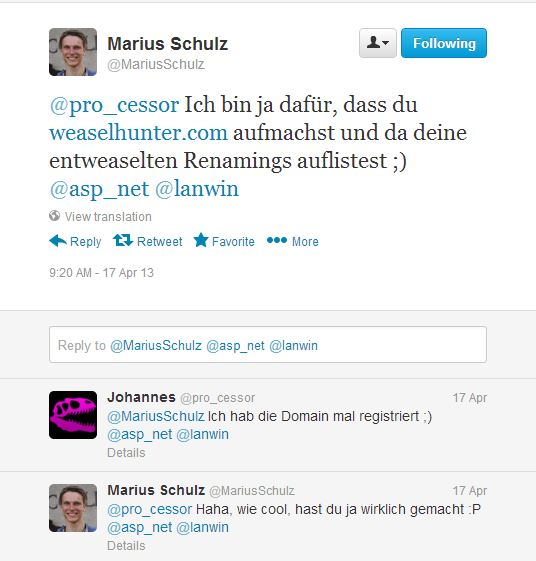 Marius Schulz
@MariusSchulz
Following
@pro_cessor Ich bin ja dafür, dass du
weaselhunter.com aufmachst und da deine
entweaselten Renamings auflistest ;)
@asp_net @lanwin
View translation
Reply Retweet Favorite More
9:20 AM - 17 Apr 13
Reply to @MariusSchulz @asp_net @lanwin
Johannes @pro_cessor 17 Apr
@MariusSchulz Ich hab die Domain mal registriert ;)
@asp_net @lanwin
Details
Marius Schulz @MariusSchulz 17 Apr
@pro_cessor Haha, wie cool, hast du ja wirklich gemacht :P
@asp_net @lanwin
Details